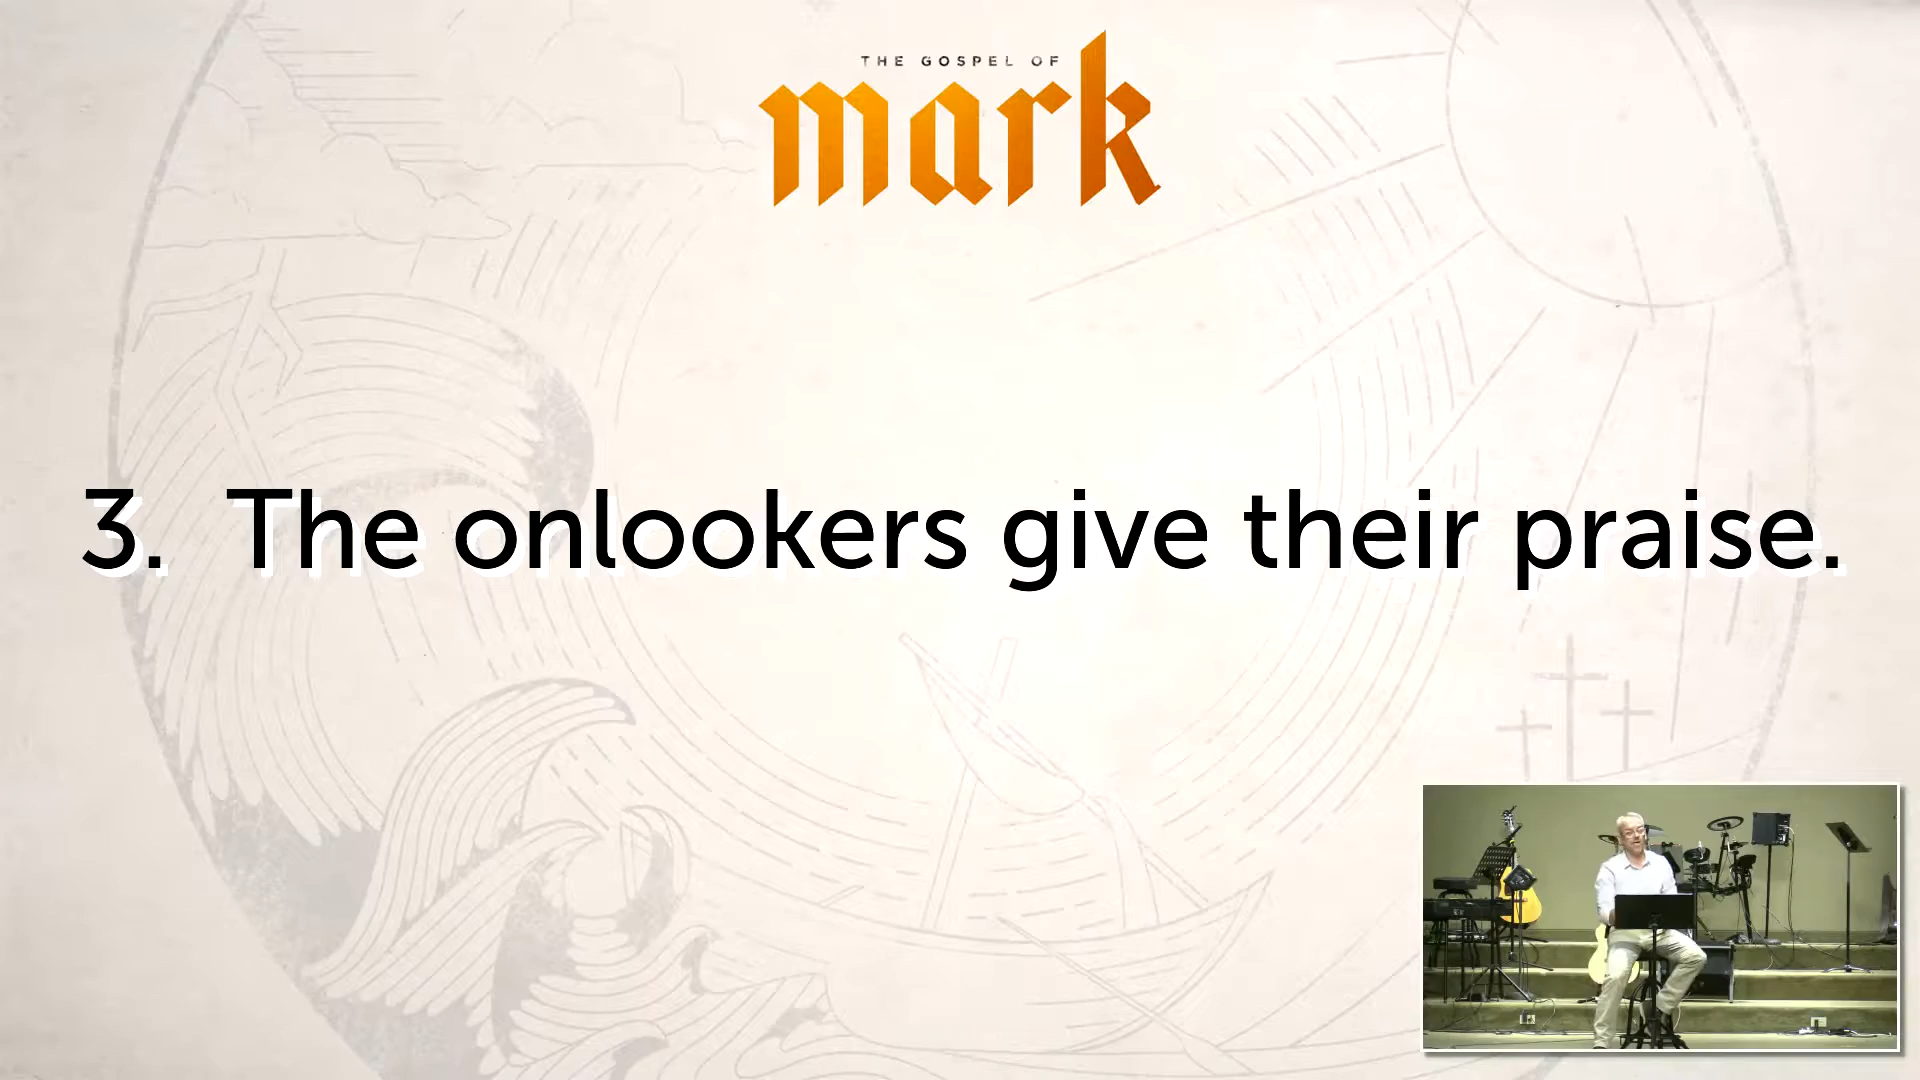 THE GOSPEL OF
mark
3. The onlookers give their praise.